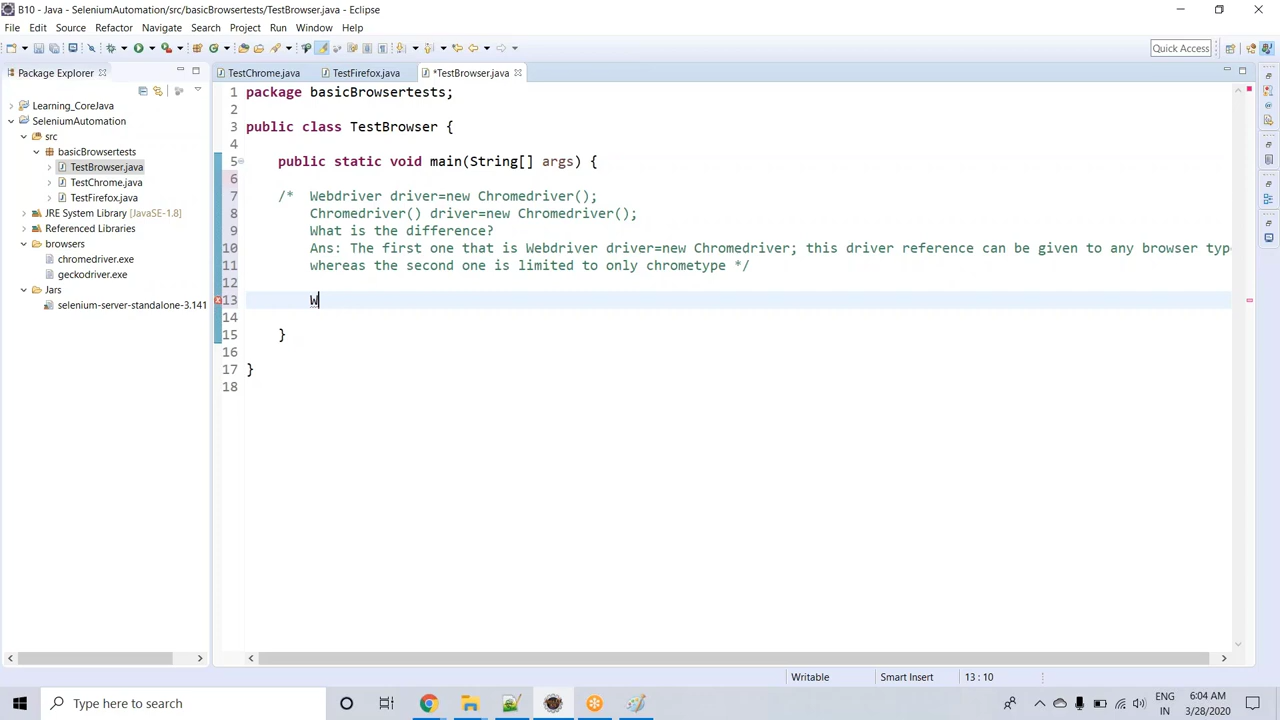 B10 - Java - SeleniumAutomation/src/basicBrowsertests/TestBrowser.java - Eclipse
File Edit Source Refactor Navigate Search Project Run Window Help
Quick Access
Package Explorer
TestChrome.java TestFirefox.java *TestBrowser.java
Learning_CoreJava
SeleniumAutomation
src
basicBrowsertests
TestBrowser.java
TestChrome.java
TestFirefox.java
JRE System Library [JavaSE-1.8]
Referenced Libraries
browsers
chromedriver.exe
geckodriver.exe
Jars
selenium-server-standalone-3.141
1 package basicBrowsertests;
2
3 public class TestBrowser {
4
5 public static void main(String[] args) {
6
7 /* Webdriver driver=new Chromedriver();
8 Chromedriver() driver=new Chromedriver();
9 What is the difference?
10 Ans: The first one that is Webdriver driver=new Chromedriver; this driver reference can be given to any browser typ
11 whereas the second one is limited to only chrometype */
12
13 W
14
15 }
16
17 }
18
Writable Smart Insert 13 : 10
Type here to search
ENG
IN
6:04 AM
3/28/2020